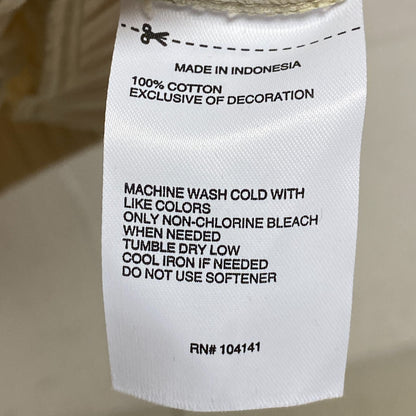 MADE IN INDONESIA
100% COTTON
EXCLUSIVE OF DECORATION
MACHINE WASH COLD WITH
LIKE COLORS
ONLY NON-CHLORINE BLEACH
WHEN NEEDED
TUMBLE DRY LOW
COOL IRON IF NEEDED
DO NOT USE SOFTENER
RN# 104141